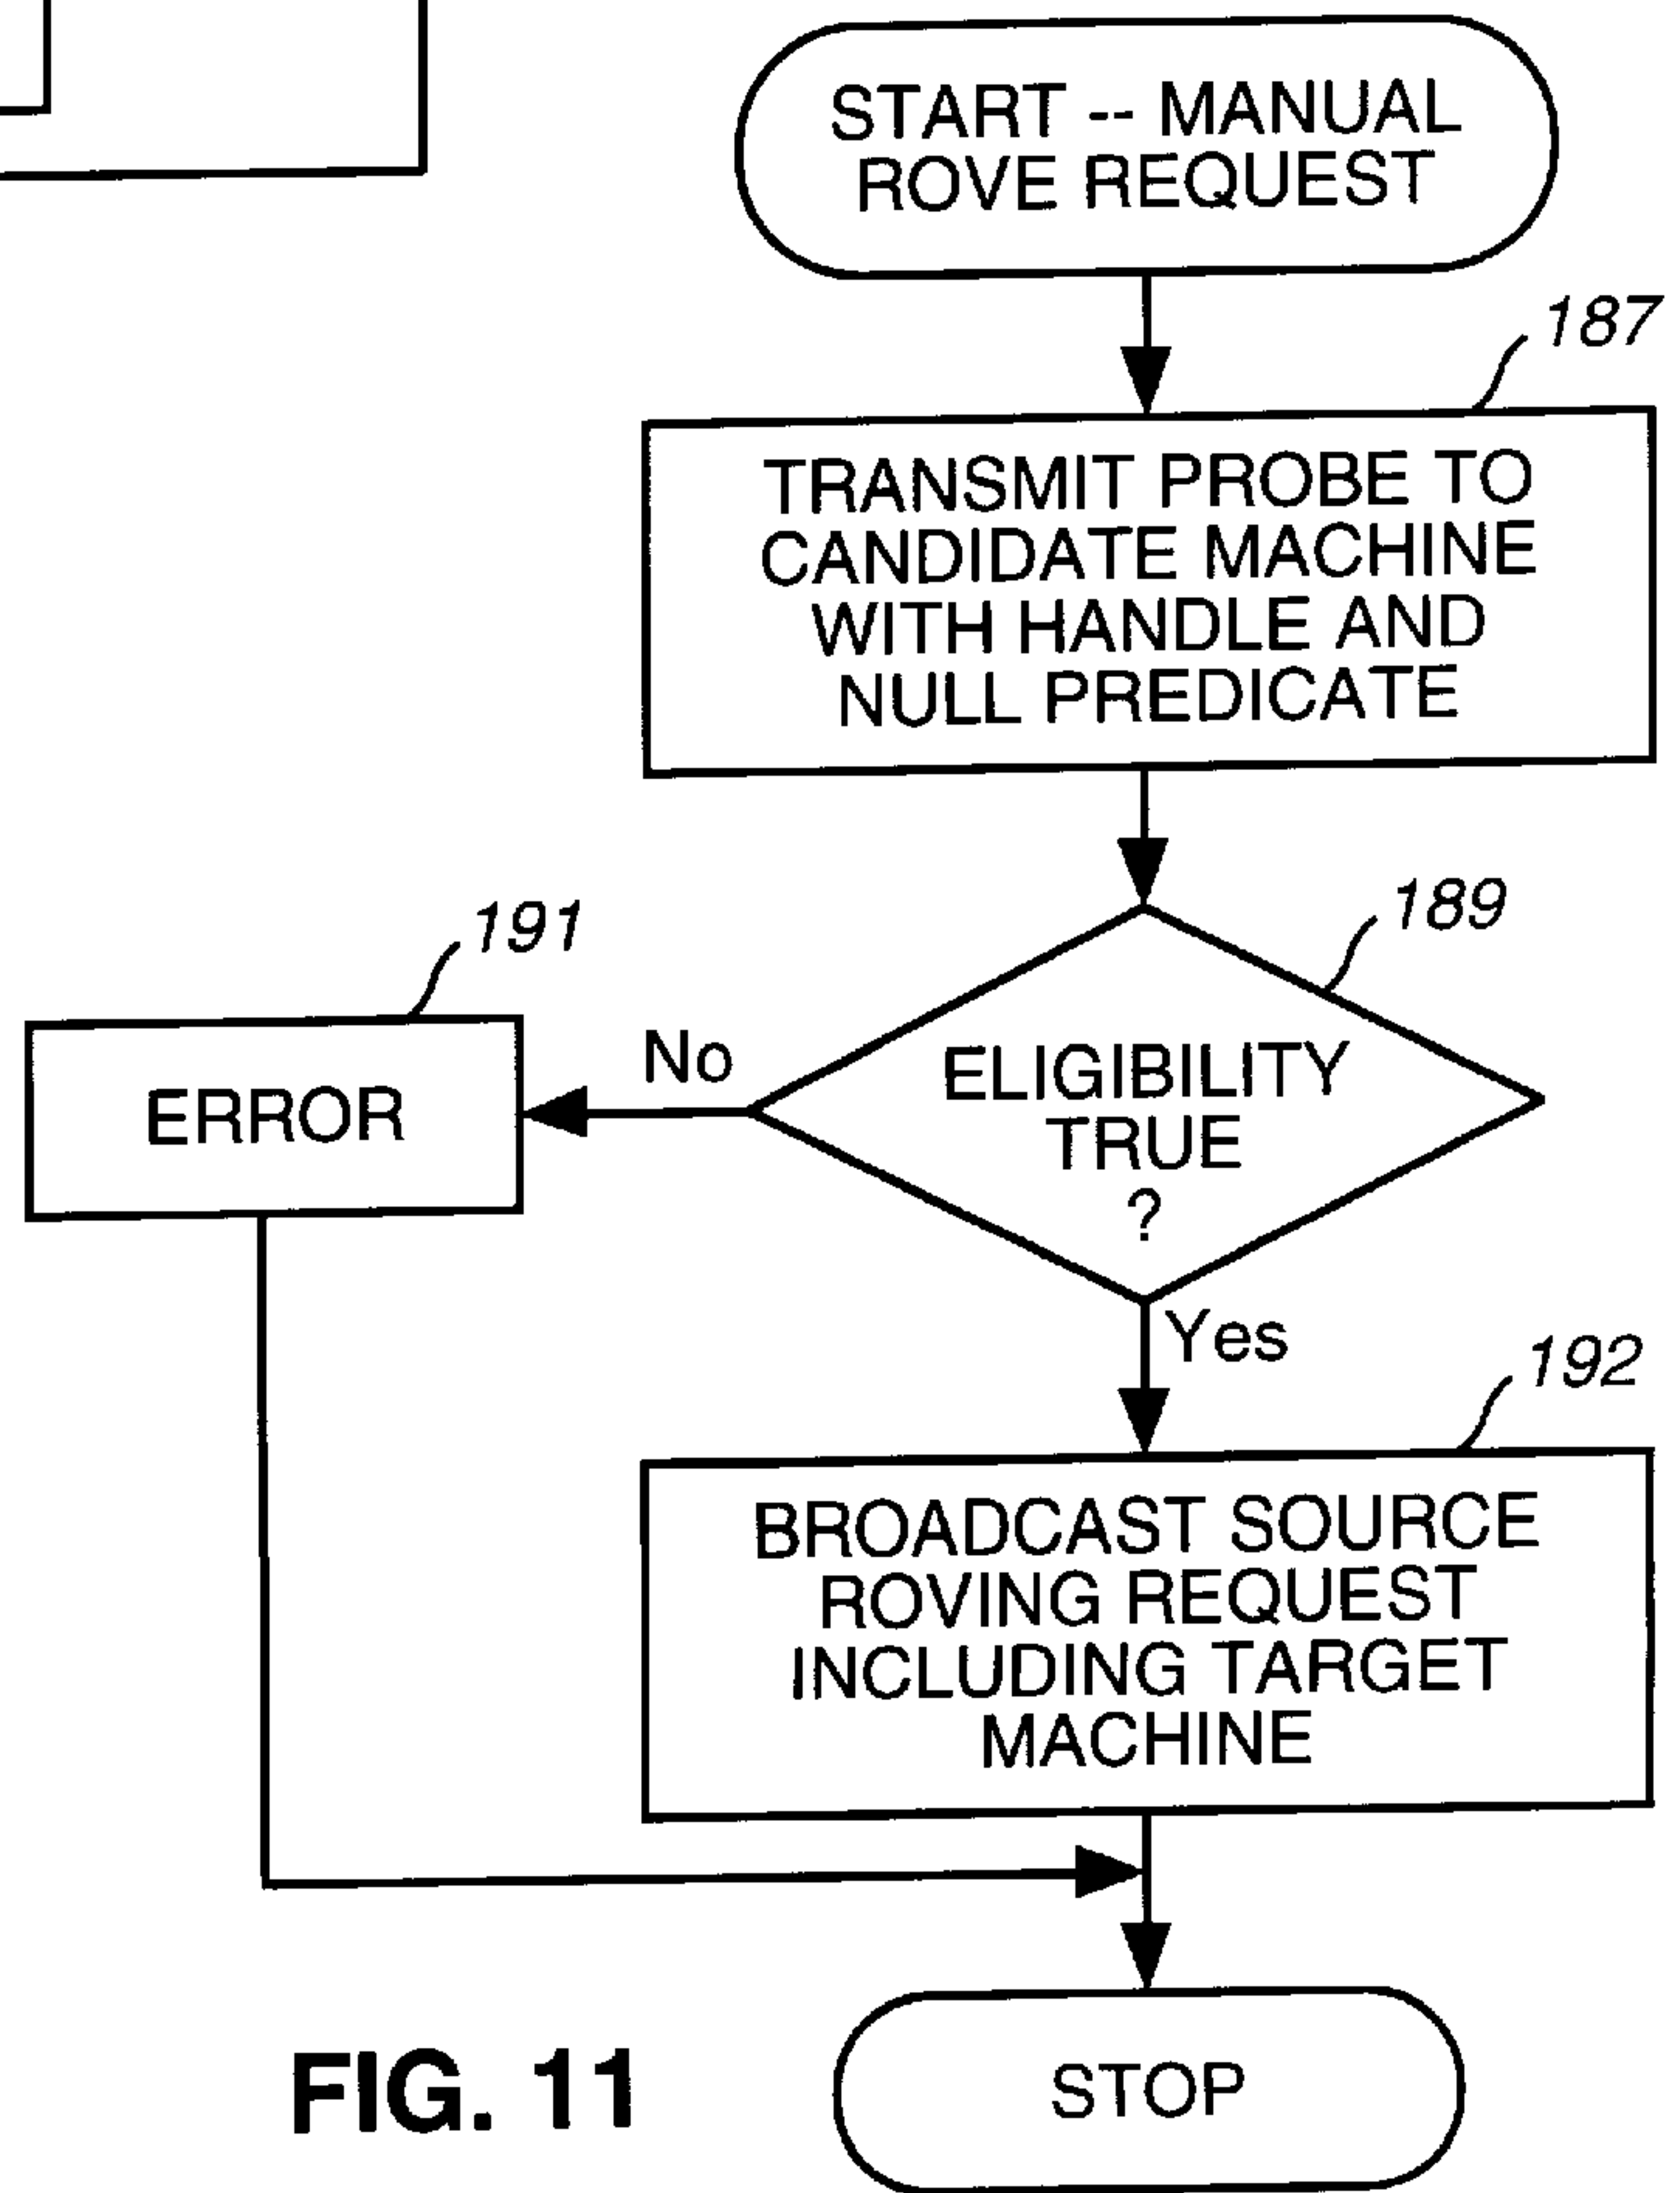 START -- MANUAL
ROVE REQUEST
187
TRANSMIT PROBE TO
CANDIDATE MACHINE
WITH HANDLE AND
NULL PREDICATE
189
191
No
ELIGIBILITY
TRUE
?
ERROR
Yes
192
BROADCAST SOURCE
ROVING REQUEST
INCLUDING TARGET
MACHINE
STOP
FIG. 11